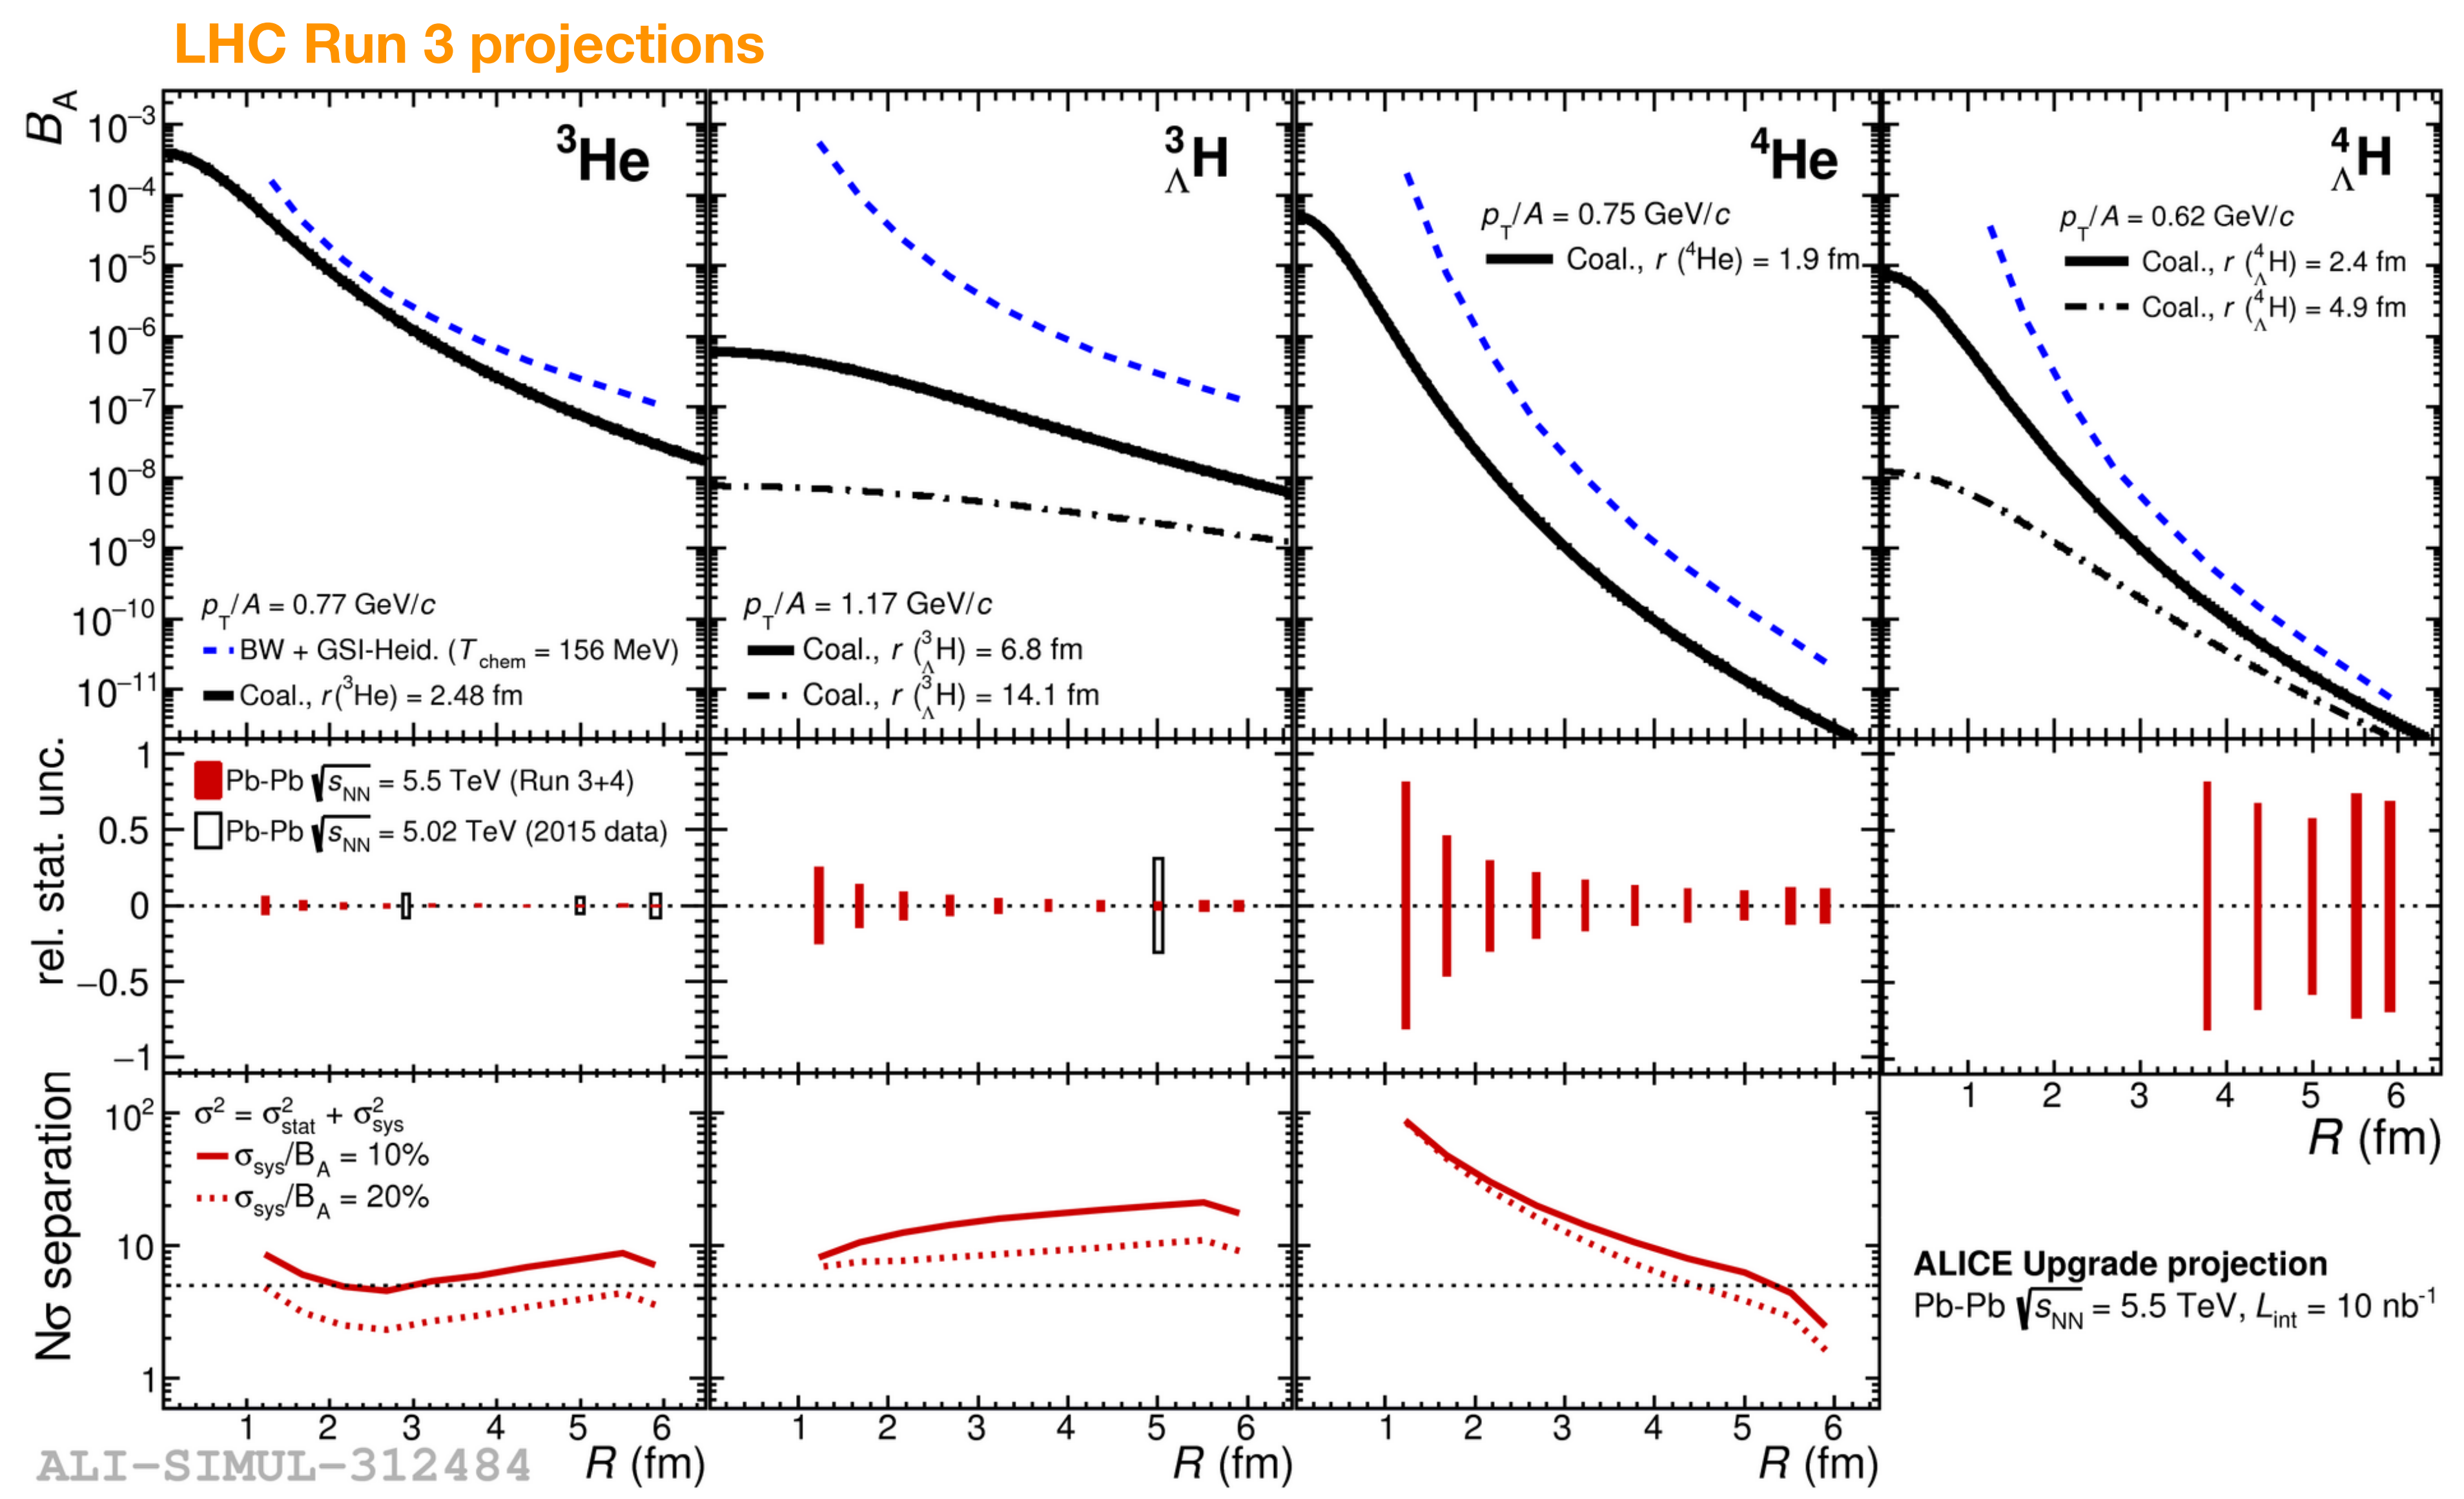 LHC Run 3 projections
B_A
10^−3
10^−4
10^−5
10^−6
10^−7
10^−8
10^−9
10^−10
10^−11
³He
p_T/A = 0.77 GeV/c
BW + GSI-Heid. (T_chem = 156 MeV)
Coal., r(³He) = 2.48 fm
³_ΛH
p_T/A = 1.17 GeV/c
Coal., r (³_ΛH) = 6.8 fm
Coal., r (³_ΛH) = 14.1 fm
⁴He
p_T/A = 0.75 GeV/c
Coal., r (⁴He) = 1.9 fm
⁴_ΛH
p_T/A = 0.62 GeV/c
Coal., r (⁴_ΛH) = 2.4 fm
Coal., r (⁴_ΛH) = 4.9 fm
rel. stat. unc.
1
0.5
0
−0.5
−1
Pb-Pb √s_NN = 5.5 TeV (Run 3+4)
Pb-Pb √s_NN = 5.02 TeV (2015 data)
1 2 3 4 5 6
R (fm)
Nσ separation
10²
10
1
σ² = σ²_stat + σ²_sys
σ_sys/B_A = 10%
σ_sys/B_A = 20%
ALICE Upgrade projection
Pb-Pb √s_NN = 5.5 TeV, L_int = 10 nb^-1
1 2 3 4 5 6
R (fm)
1 2 3 4 5 6
R (fm)
1 2 3 4 5 6
R (fm)
ALI−SIMUL−312484